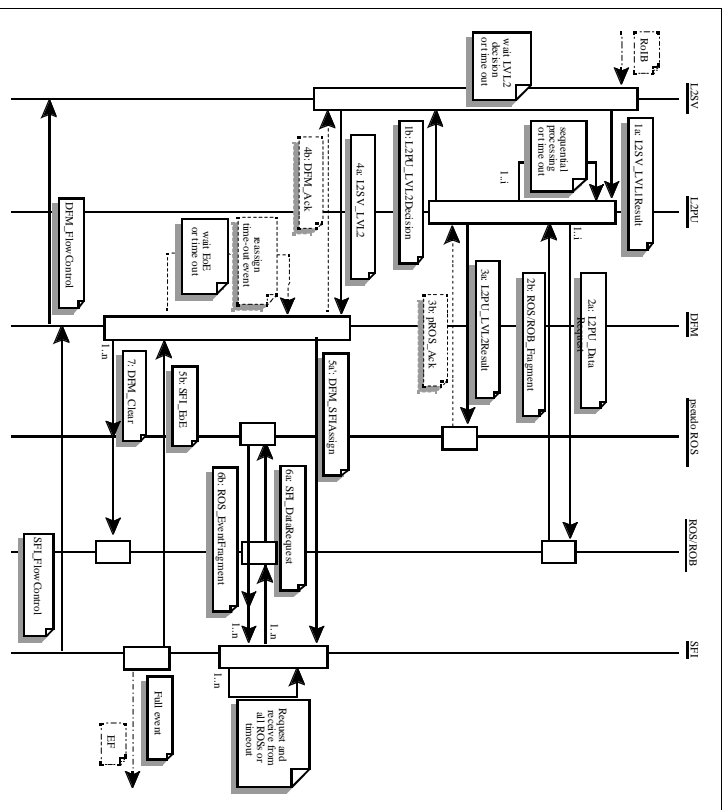 L2SV
L2PU
DFM
pseudo ROS
ROS/ROB
SFI
RoIB
1a: L2SV_LVL1Result
wait LVL2
decision
or time out
sequential
processing
or time out
1..i
1..i
2a: L2PU_Data
Request
2b: ROS/ROB_Fragment
1b: L2PU_LVL2Decision
3a: L2PU_LVL2Result
3b: pROS_Ack
4a: L2SV_LVL2
4b: DFM_Ack
reassign
time-out event
wait EoE
or time out
5a': DFM_SFIAssign
6a: SFI_DataRequest
1..n
6b: ROS_EventFragment
1..n
Request and
receive from
all ROSs or
timeout
1..n
5b: SFI_EoE
7: DFM_Clear
1..n
Full event
EF
DFM_FlowControl
SFI_FlowControl